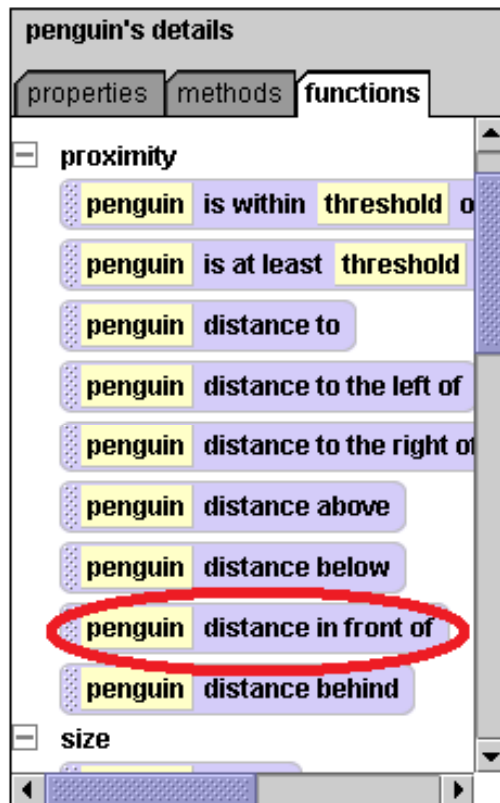 penguin's details
properties methods functions
proximity
penguin is within threshold o
penguin is at least threshold
penguin distance to
penguin distance to the left of
penguin distance to the right of
penguin distance above
penguin distance below
penguin distance in front of
penguin distance behind
size